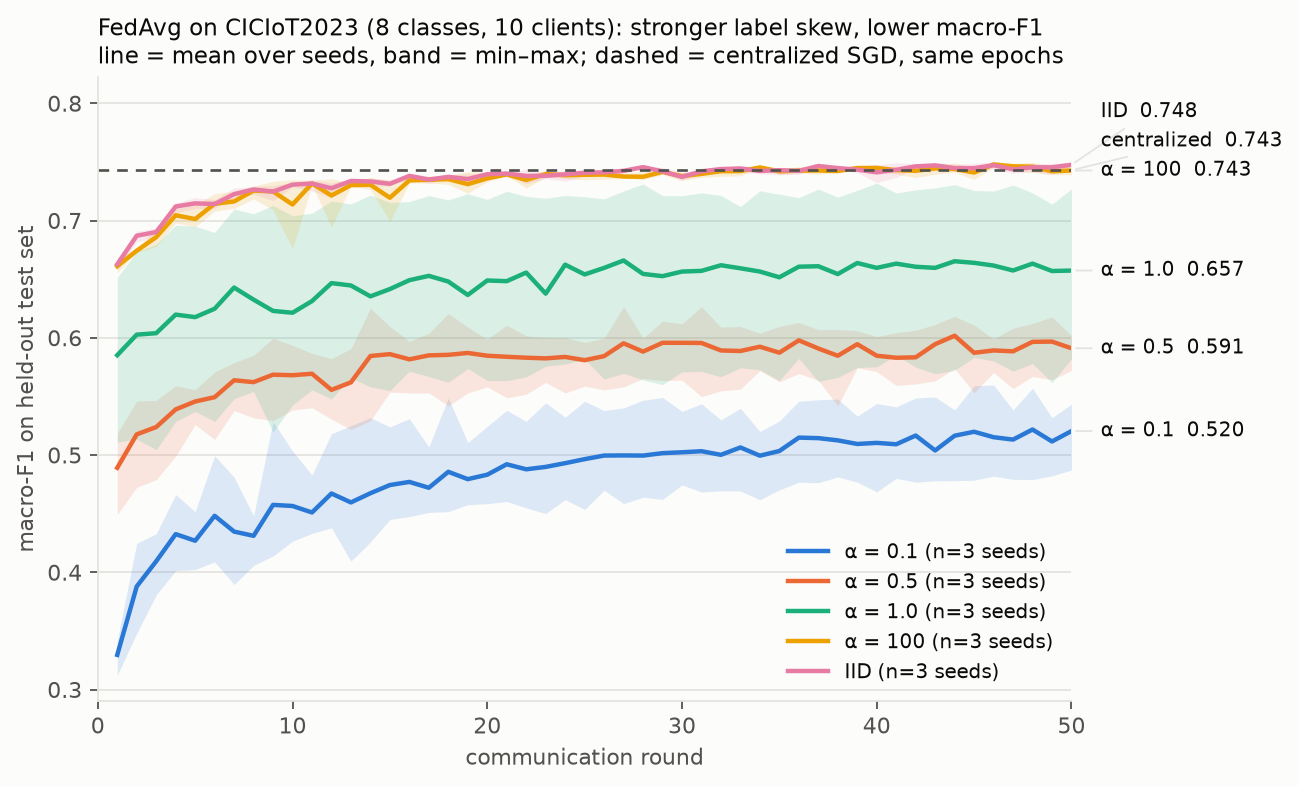 FedAvg on CICIoT2023 (8 classes, 10 clients): stronger label skew, lower macro-F1
line = mean over seeds, band = min–max; dashed = centralized SGD, same epochs
macro-F1 on held-out test set
0.8
0.7
0.6
0.5
0.4
0.3
IID 0.748
centralized 0.743
α = 100 0.743
α = 1.0 0.657
α = 0.5 0.591
α = 0.1 0.520
α = 0.1 (n=3 seeds)
α = 0.5 (n=3 seeds)
α = 1.0 (n=3 seeds)
α = 100 (n=3 seeds)
IID (n=3 seeds)
0 10 20 30 40 50
communication round